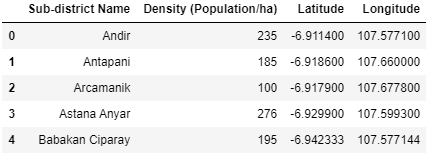 Sub-district Name Density (Population/ha) Latitude Longitude
0 Andir 235 -6.911400 107.577100
1 Antapani 185 -6.918600 107.660000
2 Arcamanik 100 -6.917900 107.677800
3 Astana Anyar 276 -6.929900 107.599300
4 Babakan Ciparay 195 -6.942333 107.577144